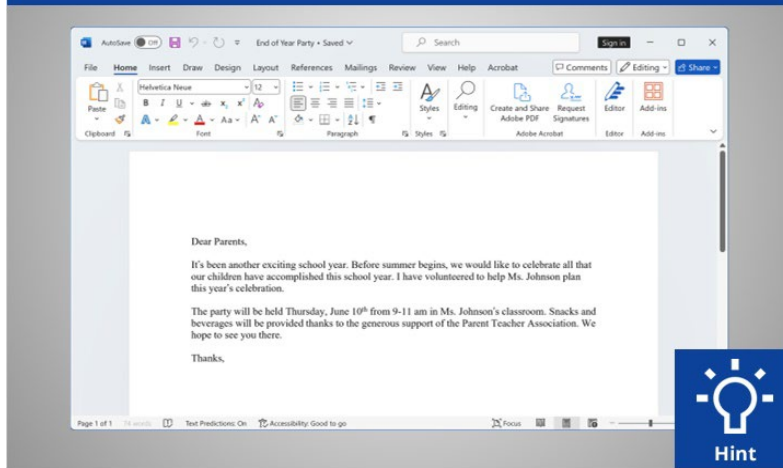 AutoSave Off End of Year Party • Saved Search Sign in
File Home Insert Draw Design Layout References Mailings Review View Help Acrobat Comments Editing Share
Helvetica Neue 12
Paste B I U ab x₂ x² A Styles Editing Create and Share Adobe PDF Request Signatures Editor Add-ins
A A Aa A^ A˅
Clipboard Font Paragraph Styles Adobe Acrobat Editor Add-ins
Dear Parents,
It's been another exciting school year. Before summer begins, we would like to celebrate all that
our children have accomplished this school year. I have volunteered to help Ms. Johnson plan
this year's celebration.
The party will be held Thursday, June 10th from 9-11 am in Ms. Johnson's classroom. Snacks and
beverages will be provided thanks to the generous support of the Parent Teacher Association. We
hope to see you there.
Thanks,
Page 1 of 1 74 words Text Predictions: On Accessibility: Good to go Focus
Hint